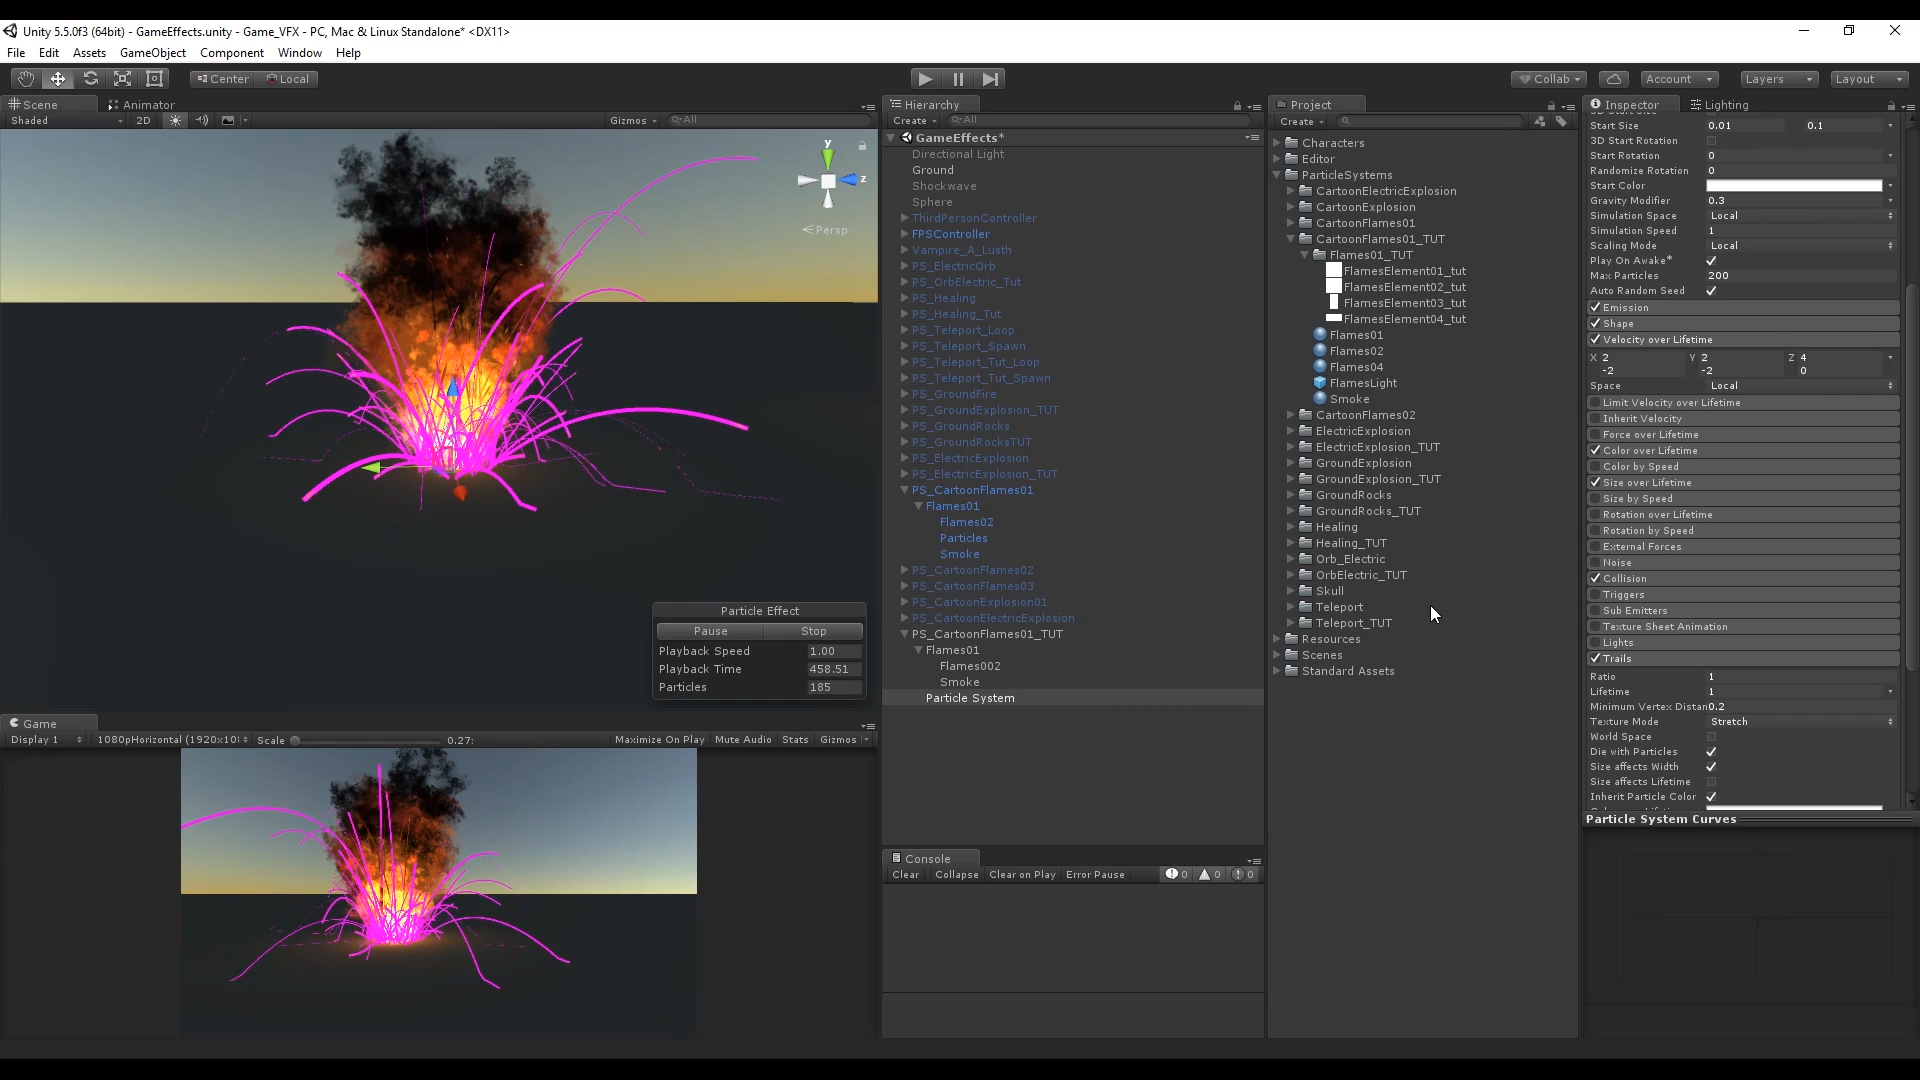 Unity 5.5.0f3 (64bit) - GameEffects.unity - Game_VFX - PC, Mac & Linux Standalone* <DX11>
File Edit Assets GameObject Component Window Help
Center Local
Collab Account Layers Layout
Scene Animator
Shaded 2D Gizmos All
y
z
Persp
Particle Effect
Pause Stop
Playback Speed 1.00
Playback Time 458.51
Particles 185
Game
Display 1 1080pHorizontal (1920x10 Scale 0.27: Maximize On Play Mute Audio Stats Gizmos
Hierarchy
Create All
GameEffects*
Directional Light
Ground
Shockwave
Sphere
ThirdPersonController
FPSController
Vampire_A_Lusth
PS_ElectricOrb
PS_OrbElectric_Tut
PS_Healing
PS_Healing_Tut
PS_Teleport_Loop
PS_Teleport_Spawn
PS_Teleport_Tut_Loop
PS_Teleport_Tut_Spawn
PS_GroundFire
PS_GroundExplosion_TUT
PS_GroundRocks
PS_GroundRocksTUT
PS_ElectricExplosion
PS_ElectricExplosion_TUT
PS_CartoonFlames01
Flames01
Flames02
Particles
Smoke
PS_CartoonFlames02
PS_CartoonFlames03
PS_CartoonExplosion01
PS_CartoonElectricExplosion
PS_CartoonFlames01_TUT
Flames01
Flames002
Smoke
Particle System
Console
Clear Collapse Clear on Play Error Pause 0 0 0
Project
Create
Characters
Editor
ParticleSystems
CartoonElectricExplosion
CartoonExplosion
CartoonFlames01
CartoonFlames01_TUT
Flames01_TUT
FlamesElement01_tut
FlamesElement02_tut
FlamesElement03_tut
FlamesElement04_tut
Flames01
Flames02
Flames04
FlamesLight
Smoke
CartoonFlames02
ElectricExplosion
ElectricExplosion_TUT
GroundExplosion
GroundExplosion_TUT
GroundRocks
GroundRocks_TUT
Healing
Healing_TUT
Orb_Electric
OrbElectric_TUT
Skull
Teleport
Teleport_TUT
Resources
Scenes
Standard Assets
Inspector Lighting
Start Size 0.01 0.1
3D Start Rotation
Start Rotation 0
Randomize Rotation 0
Start Color
Gravity Modifier 0.3
Simulation Space Local
Simulation Speed 1
Scaling Mode Local
Play On Awake*
Max Particles 200
Auto Random Seed
Emission
Shape
Velocity over Lifetime
X 2 Y 2 Z 4
-2 -2 0
Space Local
Limit Velocity over Lifetime
Inherit Velocity
Force over Lifetime
Color over Lifetime
Color by Speed
Size over Lifetime
Size by Speed
Rotation over Lifetime
Rotation by Speed
External Forces
Noise
Collision
Triggers
Sub Emitters
Texture Sheet Animation
Lights
Trails
Ratio 1
Lifetime 1
Minimum Vertex Distan0.2
Texture Mode Stretch
World Space
Die with Particles
Size affects Width
Size affects Lifetime
Inherit Particle Color
Particle System Curves